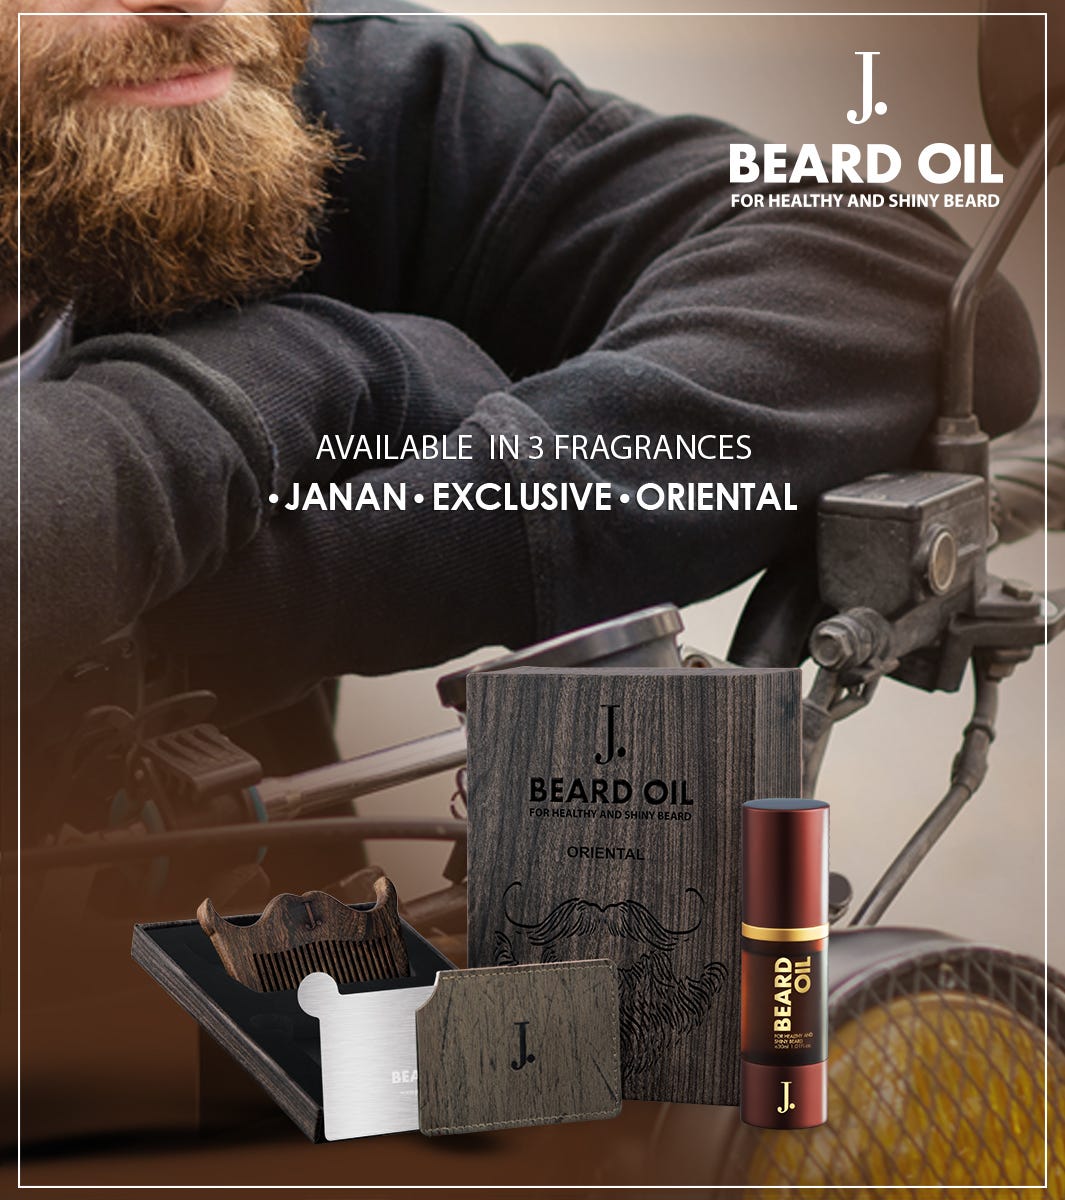 J.
BEARD OIL
FOR HEALTHY AND SHINY BEARD
AVAILABLE IN 3 FRAGRANCES
• JANAN • EXCLUSIVE • ORIENTAL
J.
BEARD OIL
FOR HEALTHY AND SHINY BEARD
ORIENTAL
J.
BEA
J.
BEARD
OIL
FOR HEALTHY AND
SHINY BEARD
J.